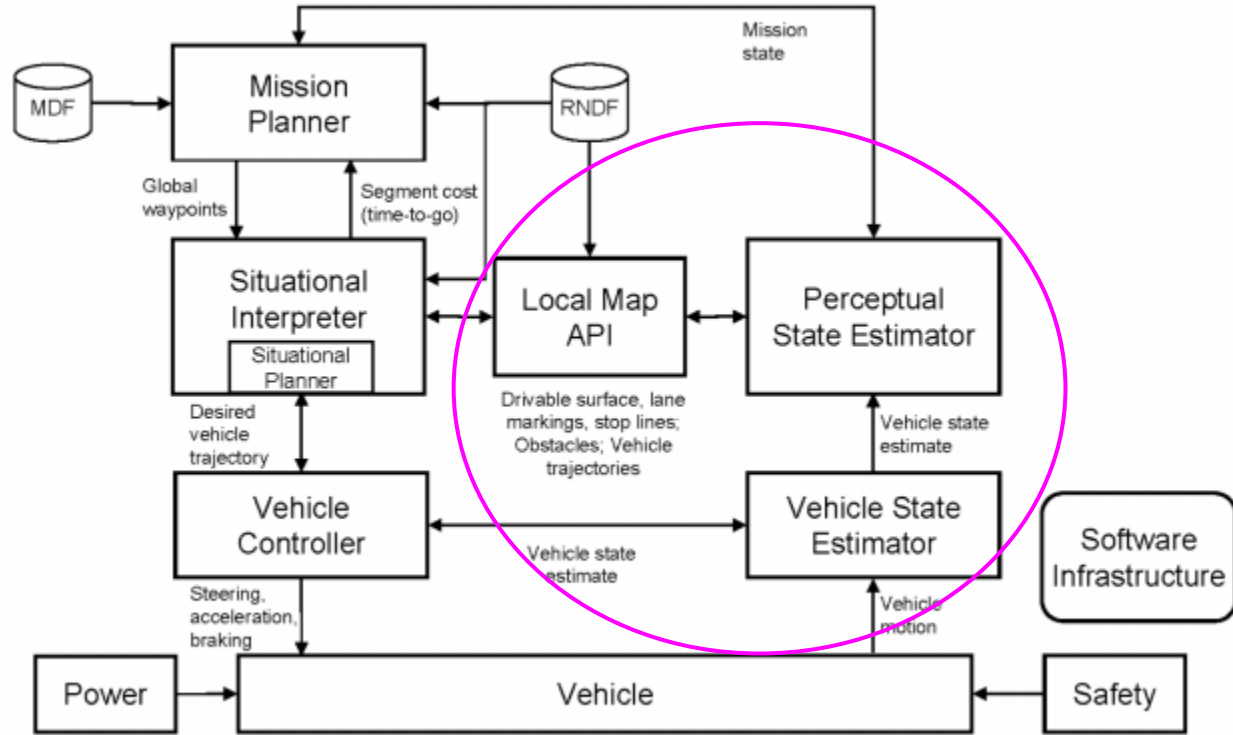 Mission
state
MDF
Mission
Planner
RNDF
Global
waypoints
Segment cost
(time-to-go)
Situational
Interpreter
Situational
Planner
Local Map
API
Perceptual
State Estimator
Desired
vehicle
trajectory
Drivable surface, lane
markings, stop lines;
Obstacles; Vehicle
trajectories
Vehicle state
estimate
Vehicle
Controller
Vehicle state
estimate
Vehicle State
Estimator
Software
Infrastructure
Steering,
acceleration,
braking
Vehicle
motion
Power
Vehicle
Safety